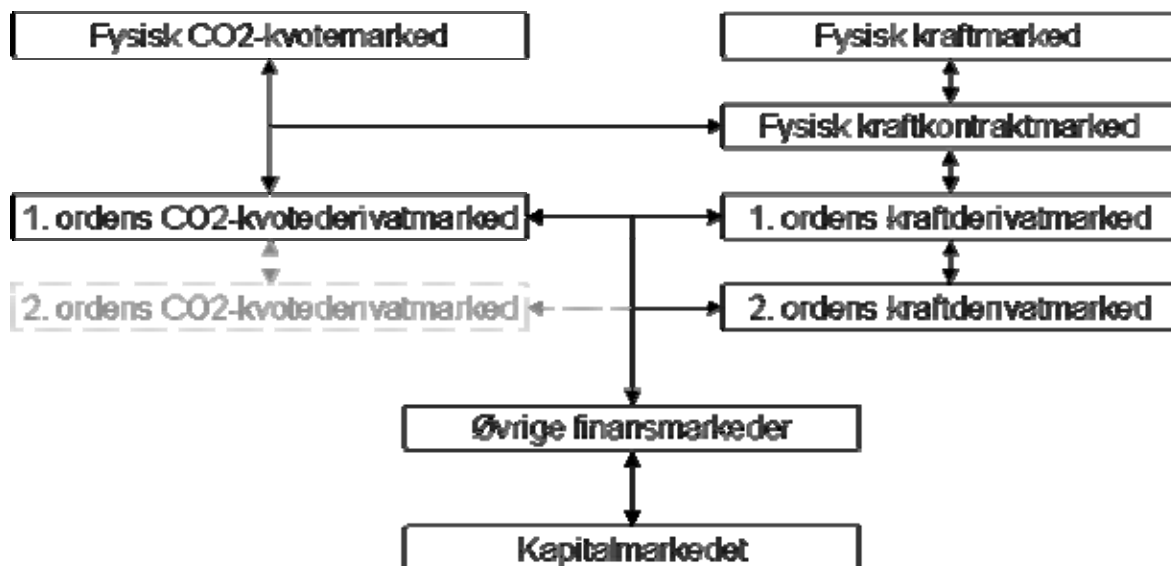 Fysisk CO2-kvotemarked
Fysisk kraftmarked
Fysisk kraftkontraktmarked
1. ordens CO2-kvotederivatmarked
1. ordens kraftderivatmarked
2. ordens CO2-kvotederivatmarked
2. ordens kraftderivatmarked
Øvrige finansmarkeder
Kapitalmarkedet